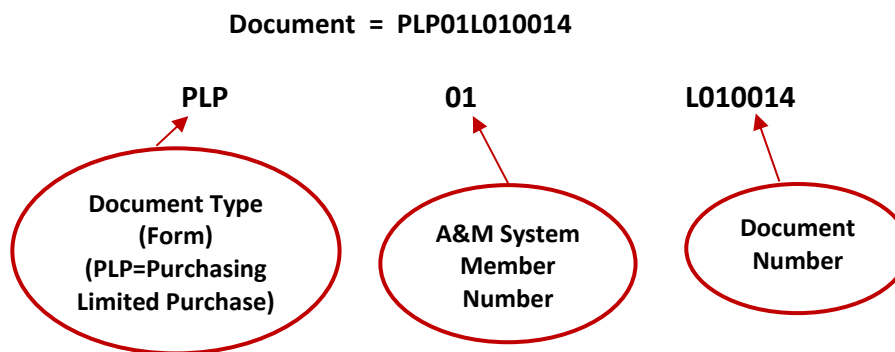 Document = PLP01L010014
PLP 01 L010014
Document Type
(Form)
(PLP=Purchasing
Limited Purchase)
A&M System
Member
Number
Document
Number